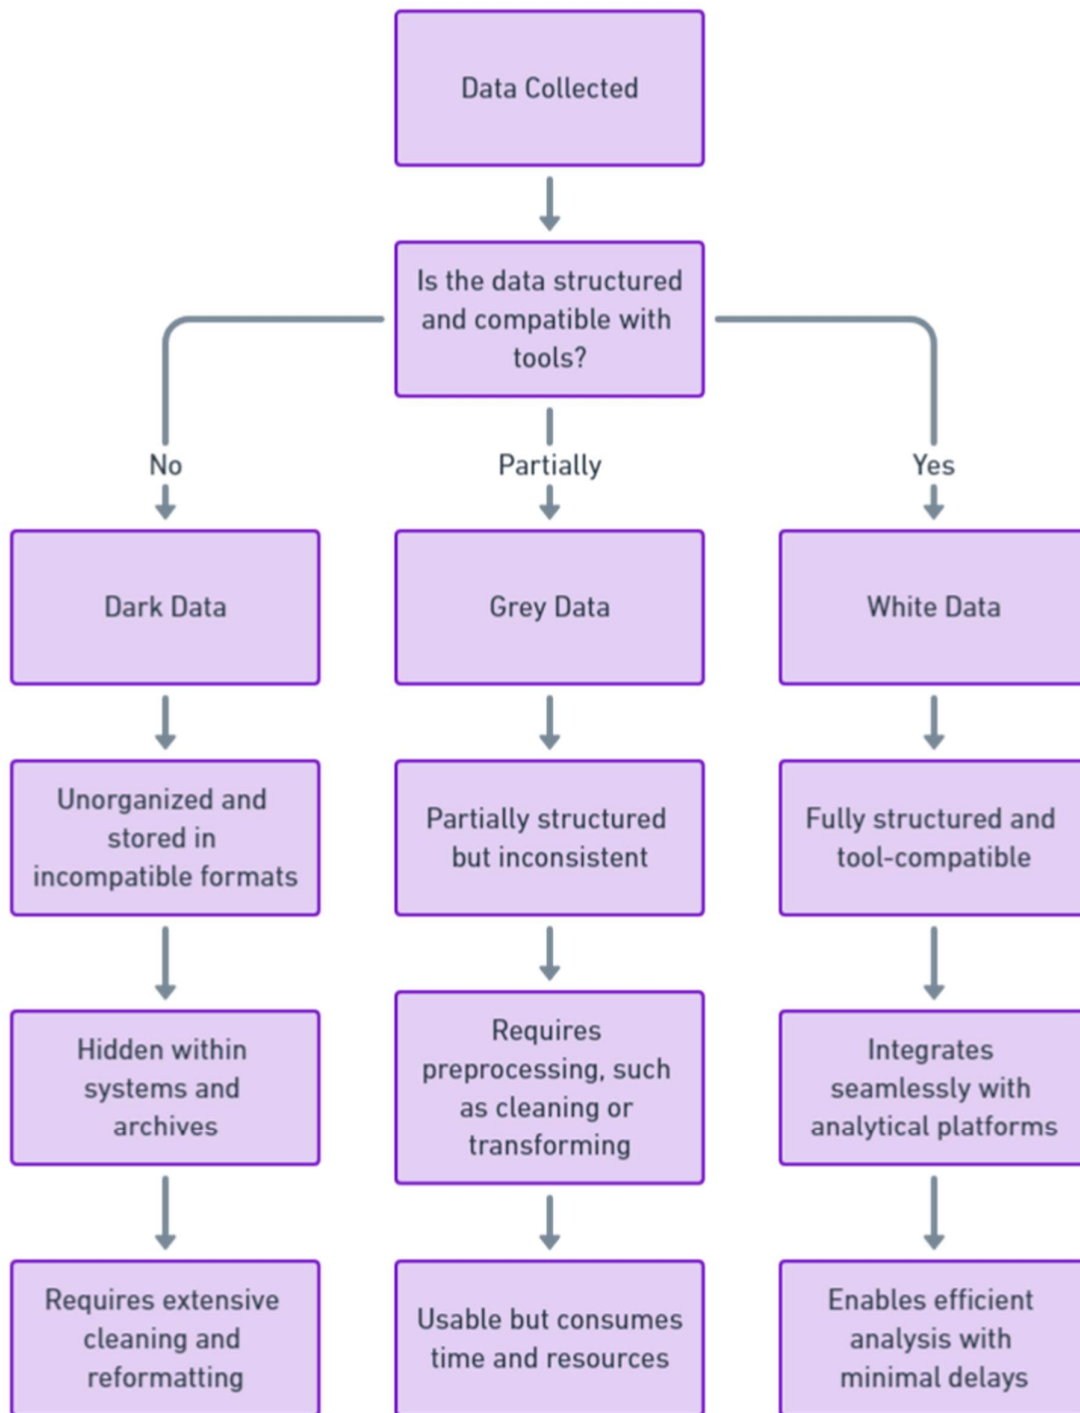 Data Collected
Is the data structured
and compatible with
tools?
No
Partially
Yes
Dark Data
Grey Data
White Data
Unorganized and
stored in
incompatible formats
Partially structured
but inconsistent
Fully structured and
tool-compatible
Hidden within
systems and
archives
Requires
preprocessing, such
as cleaning or
transforming
Integrates
seamlessly with
analytical platforms
Requires extensive
cleaning and
reformatting
Usable but consumes
time and resources
Enables efficient
analysis with
minimal delays